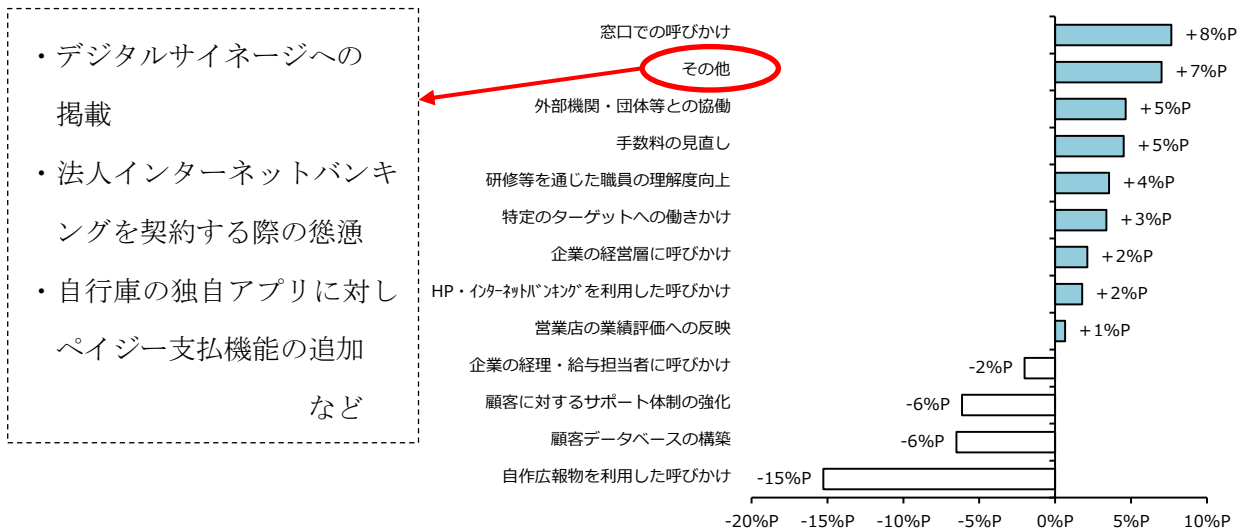 ・デジタルサイネージへの
掲載
・法人インターネットバンキ
ングを契約する際の慫慂
・自行庫の独自アプリに対し
ペイジー支払機能の追加
など
窓口での呼びかけ
+8%P
その他
+7%P
外部機関・団体等との協働
+5%P
手数料の見直し
+5%P
研修等を通じた職員の理解度向上
+4%P
特定のターゲットへの働きかけ
+3%P
企業の経営層に呼びかけ
+2%P
HP・ｲﾝﾀｰﾈｯﾄﾊﾞﾝｷﾝｸﾞを利用した呼びかけ
+2%P
営業店の業績評価への反映
+1%P
企業の経理・給与担当者に呼びかけ
-2%P
顧客に対するサポート体制の強化
-6%P
顧客データベースの構築
-6%P
自作広報物を利用した呼びかけ
-15%P
-20%P -15%P -10%P -5%P 0%P 5%P 10%P